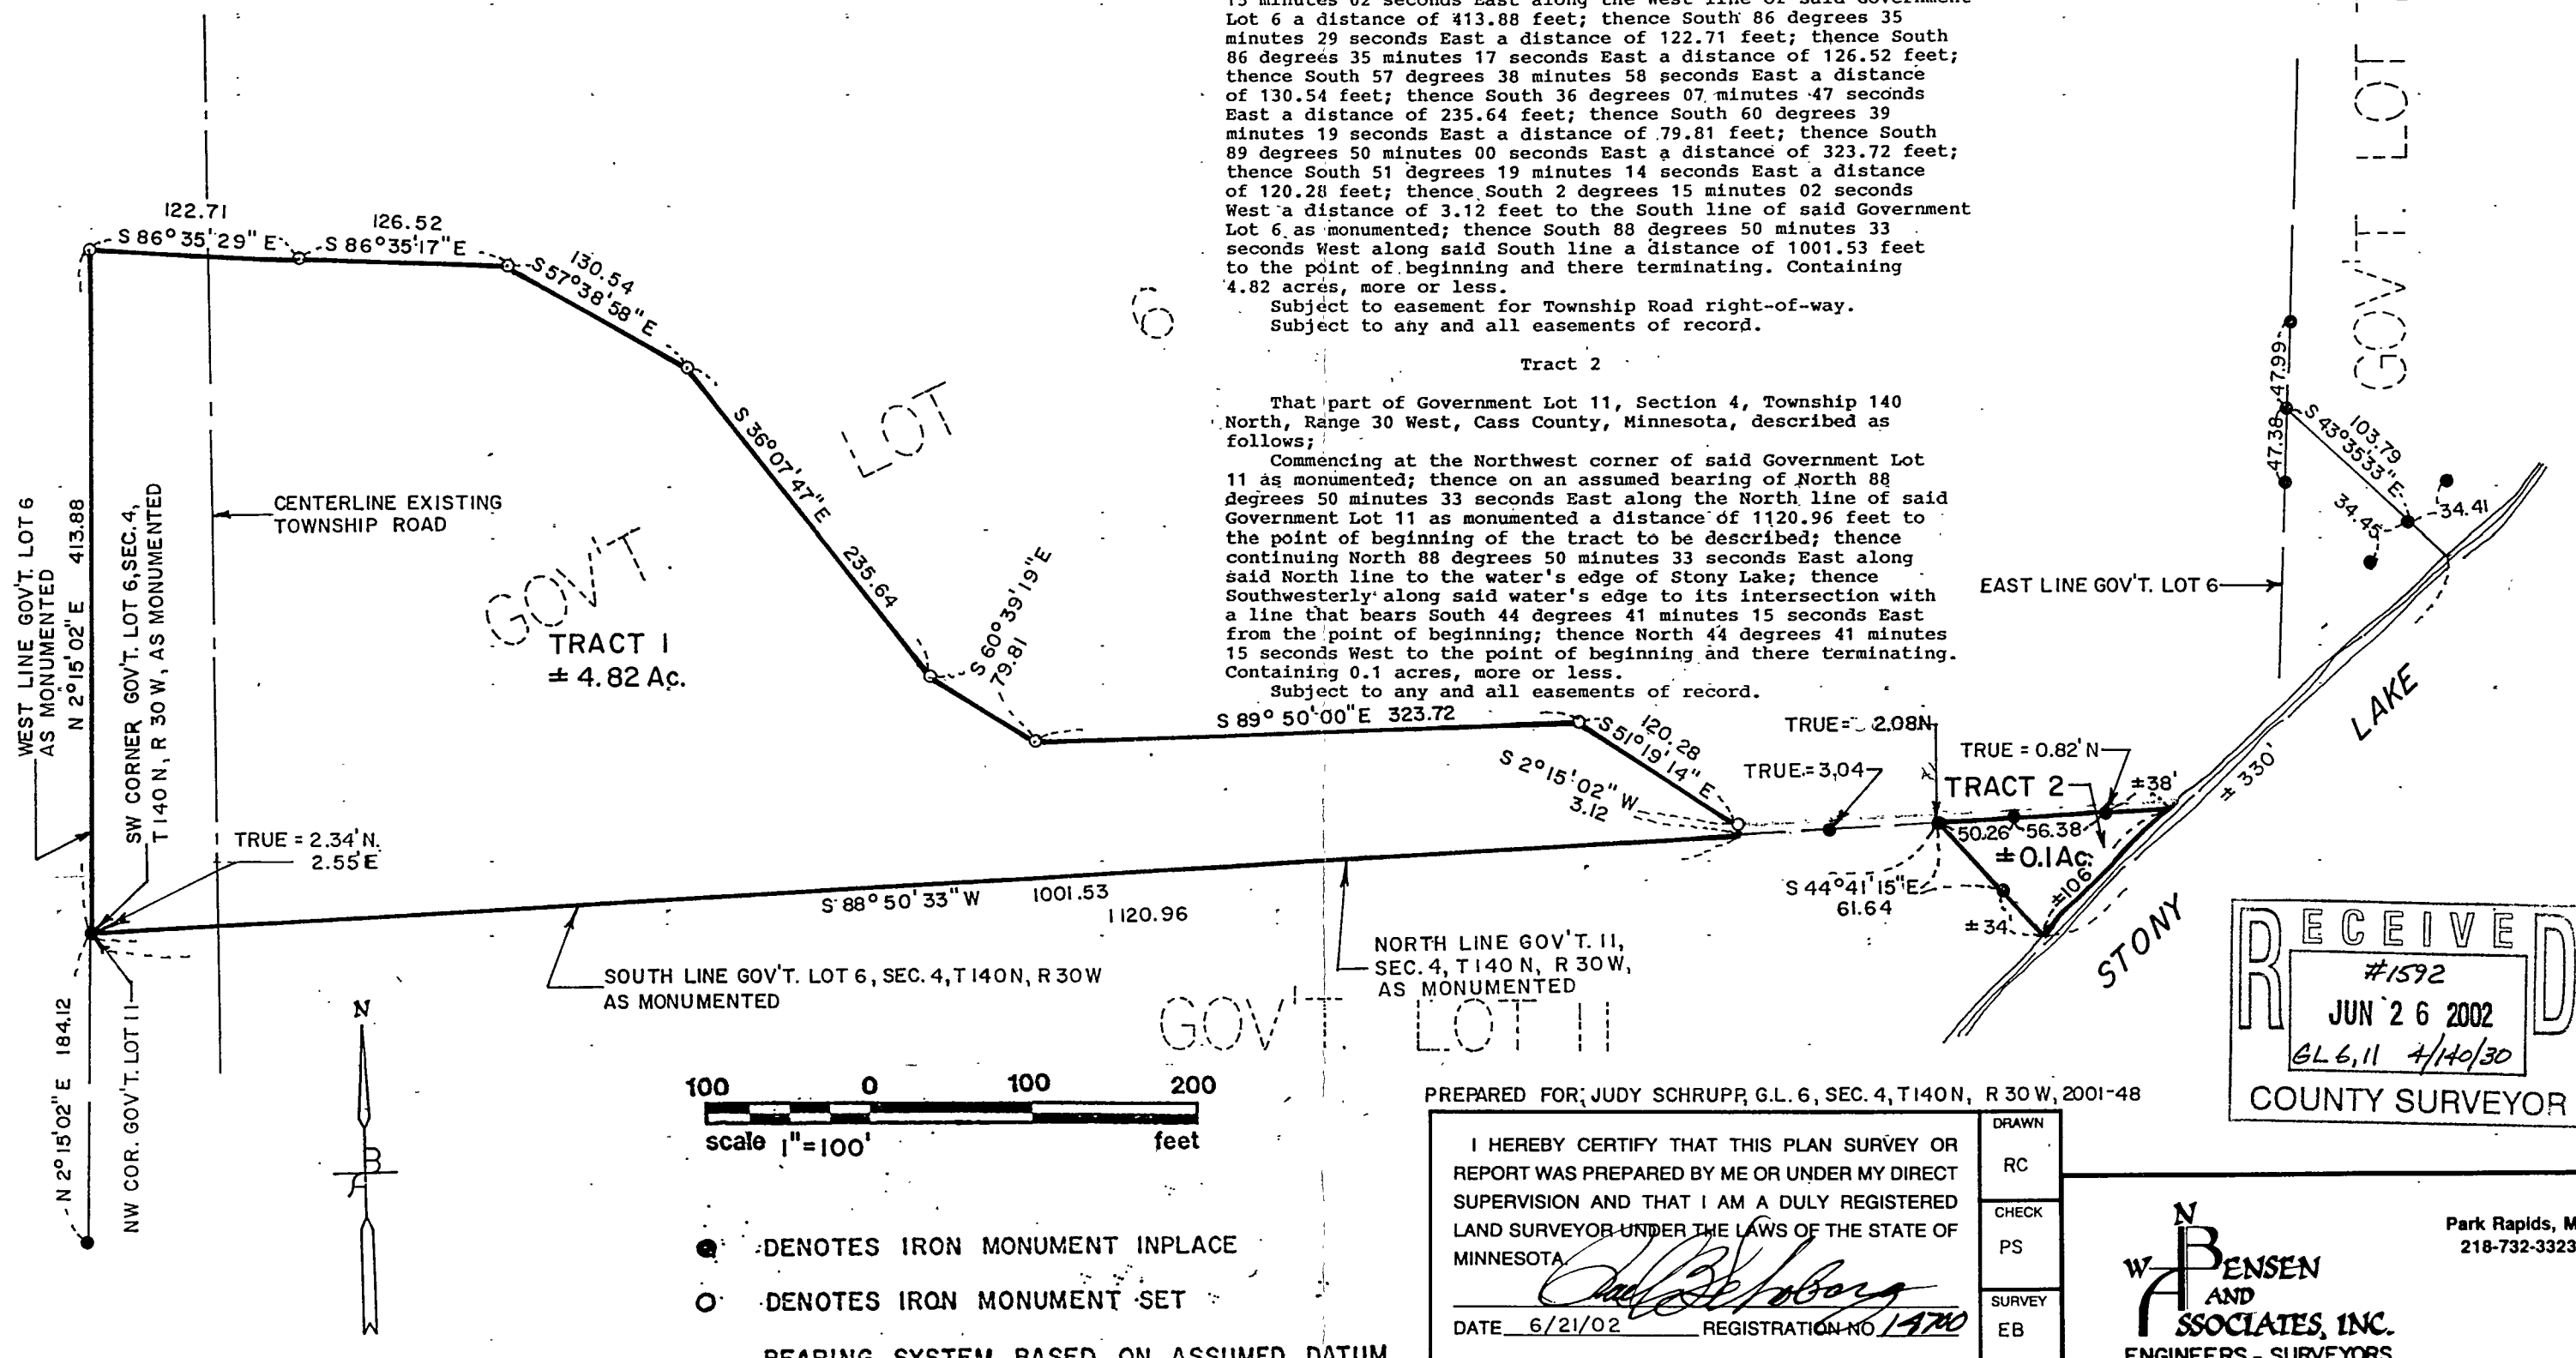 15 minutes 02 seconds East along the West line of said Government
Lot 6 a distance of 413.88 feet; thence South 86 degrees 35
minutes 29 seconds East a distance of 122.71 feet; thence South
86 degrees 35 minutes 17 seconds East a distance of 126.52 feet;
thence South 57 degrees 38 minutes 58 seconds East a distance
of 130.54 feet; thence South 36 degrees 07 minutes 47 seconds
East a distance of 235.64 feet; thence South 60 degrees 39
minutes 19 seconds East a distance of 79.81 feet; thence South
89 degrees 50 minutes 00 seconds East a distance of 323.72 feet;
thence South 51 degrees 19 minutes 14 seconds East a distance
of 120.28 feet; thence South 2 degrees 15 minutes 02 seconds
West a distance of 3.12 feet to the South line of said Government
Lot 6 as monumented; thence South 88 degrees 50 minutes 33
seconds West along said South line a distance of 1001.53 feet
to the point of beginning and there terminating. Containing
4.82 acres, more or less.
Subject to easement for Township Road right-of-way.
Subject to any and all easements of record.
Tract 2
That part of Government Lot 11, Section 4, Township 140
North, Range 30 West, Cass County, Minnesota, described as
follows;
Commencing at the Northwest corner of said Government Lot
11 as monumented; thence on an assumed bearing of North 88
degrees 50 minutes 33 seconds East along the North line of said
Government Lot 11 as monumented a distance of 1120.96 feet to
the point of beginning of the tract to be described; thence
continuing North 88 degrees 50 minutes 33 seconds East along
said North line to the water's edge of Stony Lake; thence
Southwesterly along said water's edge to its intersection with
a line that bears South 44 degrees 41 minutes 15 seconds East
from the point of beginning; thence North 44 degrees 41 minutes
15 seconds West to the point of beginning and there terminating.
Containing 0.1 acres, more or less.
Subject to any and all easements of record.
122.71
S 86° 35' 29" E
126.52
S 86° 35' 17" E
130.54
S 57° 38' 58" E
S 36° 07' 47" E
235.64
S 60° 39' 19" E
79.81
S 89° 50' 00" E 323.72
120.28
S 51° 19' 14" E
S 2° 15' 02" W
3.12
GOV'T LOT 6
CENTERLINE EXISTING
TOWNSHIP ROAD
TRACT 1
± 4.82 Ac.
WEST LINE GOV'T. LOT 6
AS MONUMENTED
N 2° 15' 02" E 413.88
SW CORNER GOV'T. LOT 6, SEC. 4,
T 140 N, R 30 W, AS MONUMENTED
TRUE = 2.34' N.
2.55' E
S 88° 50' 33" W 1001.53
1120.96
SOUTH LINE GOV'T. LOT 6, SEC. 4, T 140 N, R 30 W
AS MONUMENTED
NORTH LINE GOV'T. 11,
SEC. 4, T 140 N, R 30 W,
AS MONUMENTED
GOV'T LOT 11
N 2° 15' 02" E 184.12
NW COR. GOV'T. LOT 11
TRUE = 3.04
TRUE = 2.08 N
TRUE = 0.82' N
TRACT 2
±38'
50.26 56.38
± 0.1 Ac.
±106'
S 44° 41' 15" E
61.64
±34
± 330'
STONY LAKE
EAST LINE GOV'T. LOT 6
47.99
47.38
103.79
S 43° 35' 33" E
34.45
34.41
GOV'T. LOT
N
100 0 100 200
scale 1"=100' feet
DENOTES IRON MONUMENT INPLACE
DENOTES IRON MONUMENT SET
BEARING SYSTEM BASED ON ASSUMED DATUM
RECEIVED
#1592
JUN 26 2002
GL 6,11 4/140/30
COUNTY SURVEYOR
PREPARED FOR; JUDY SCHRUPP, G.L. 6, SEC. 4, T 140 N, R 30 W, 2001-48
I HEREBY CERTIFY THAT THIS PLAN SURVEY OR
REPORT WAS PREPARED BY ME OR UNDER MY DIRECT
SUPERVISION AND THAT I AM A DULY REGISTERED
LAND SURVEYOR UNDER THE LAWS OF THE STATE OF
MINNESOTA.
DATE 6/21/02 REGISTRATION NO 14700
DRAWN
RC
CHECK
PS
SURVEY
EB
N
W BENSEN
AND
ASSOCIATES, INC.
ENGINEERS - SURVEYORS
Park Rapids, M
218-732-3323